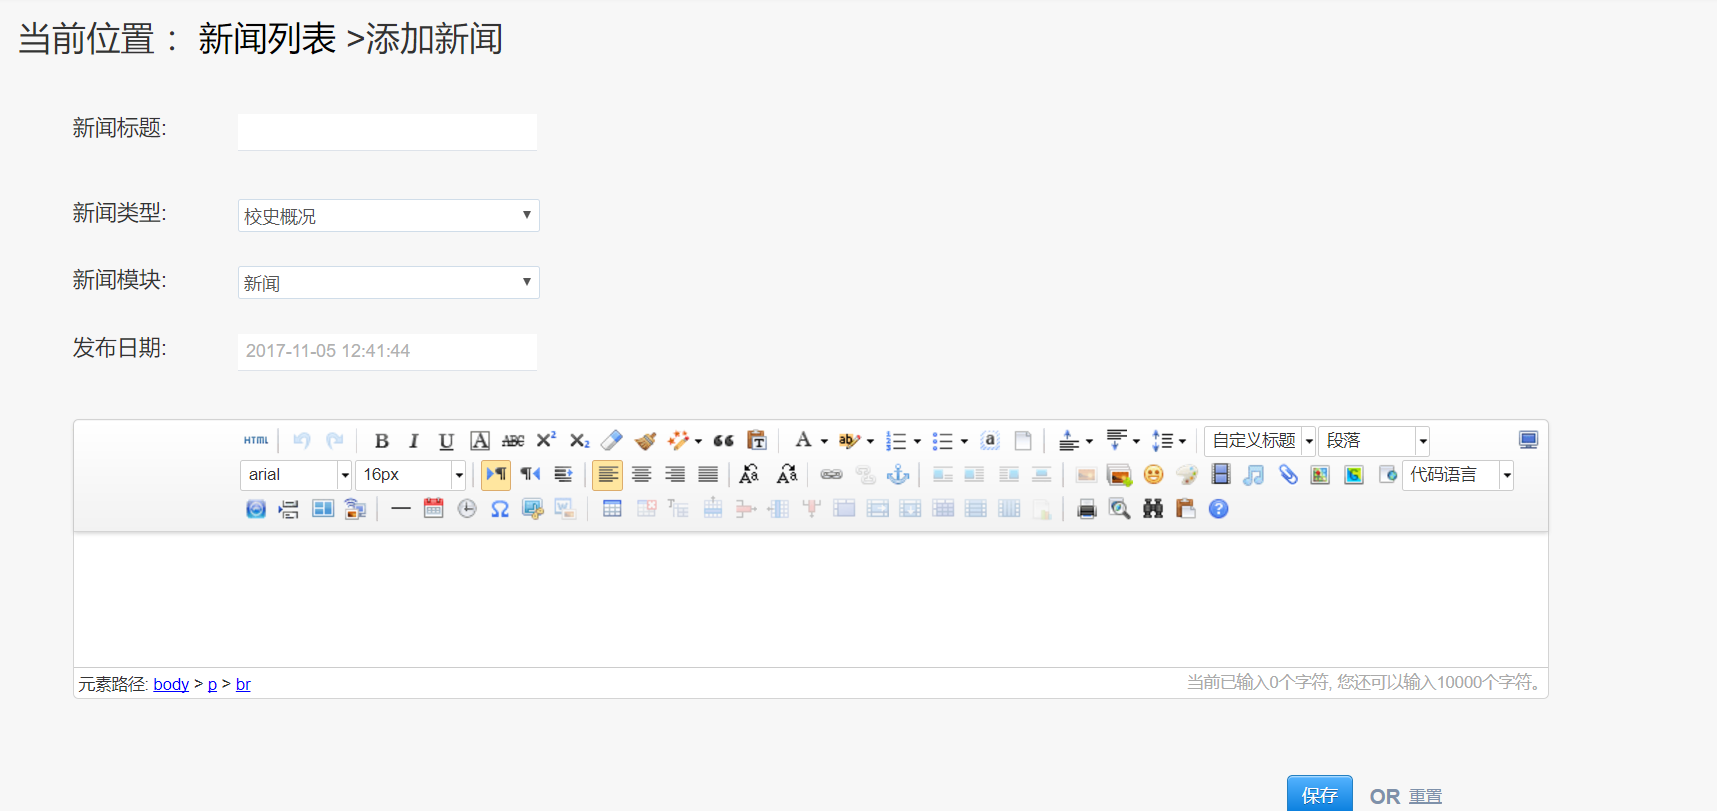 当前位置： 新闻列表 >添加新闻
新闻标题:
新闻类型: 校史概况
新闻模块: 新闻
发布日期: 2017-11-05 12:41:44
HTML B I U A ABC X² X₂ A ab a 自定义标题 段落
arial 16px 代码语言
元素路径: body > p > br 当前已输入0个字符, 您还可以输入10000个字符。
保存 OR 重置